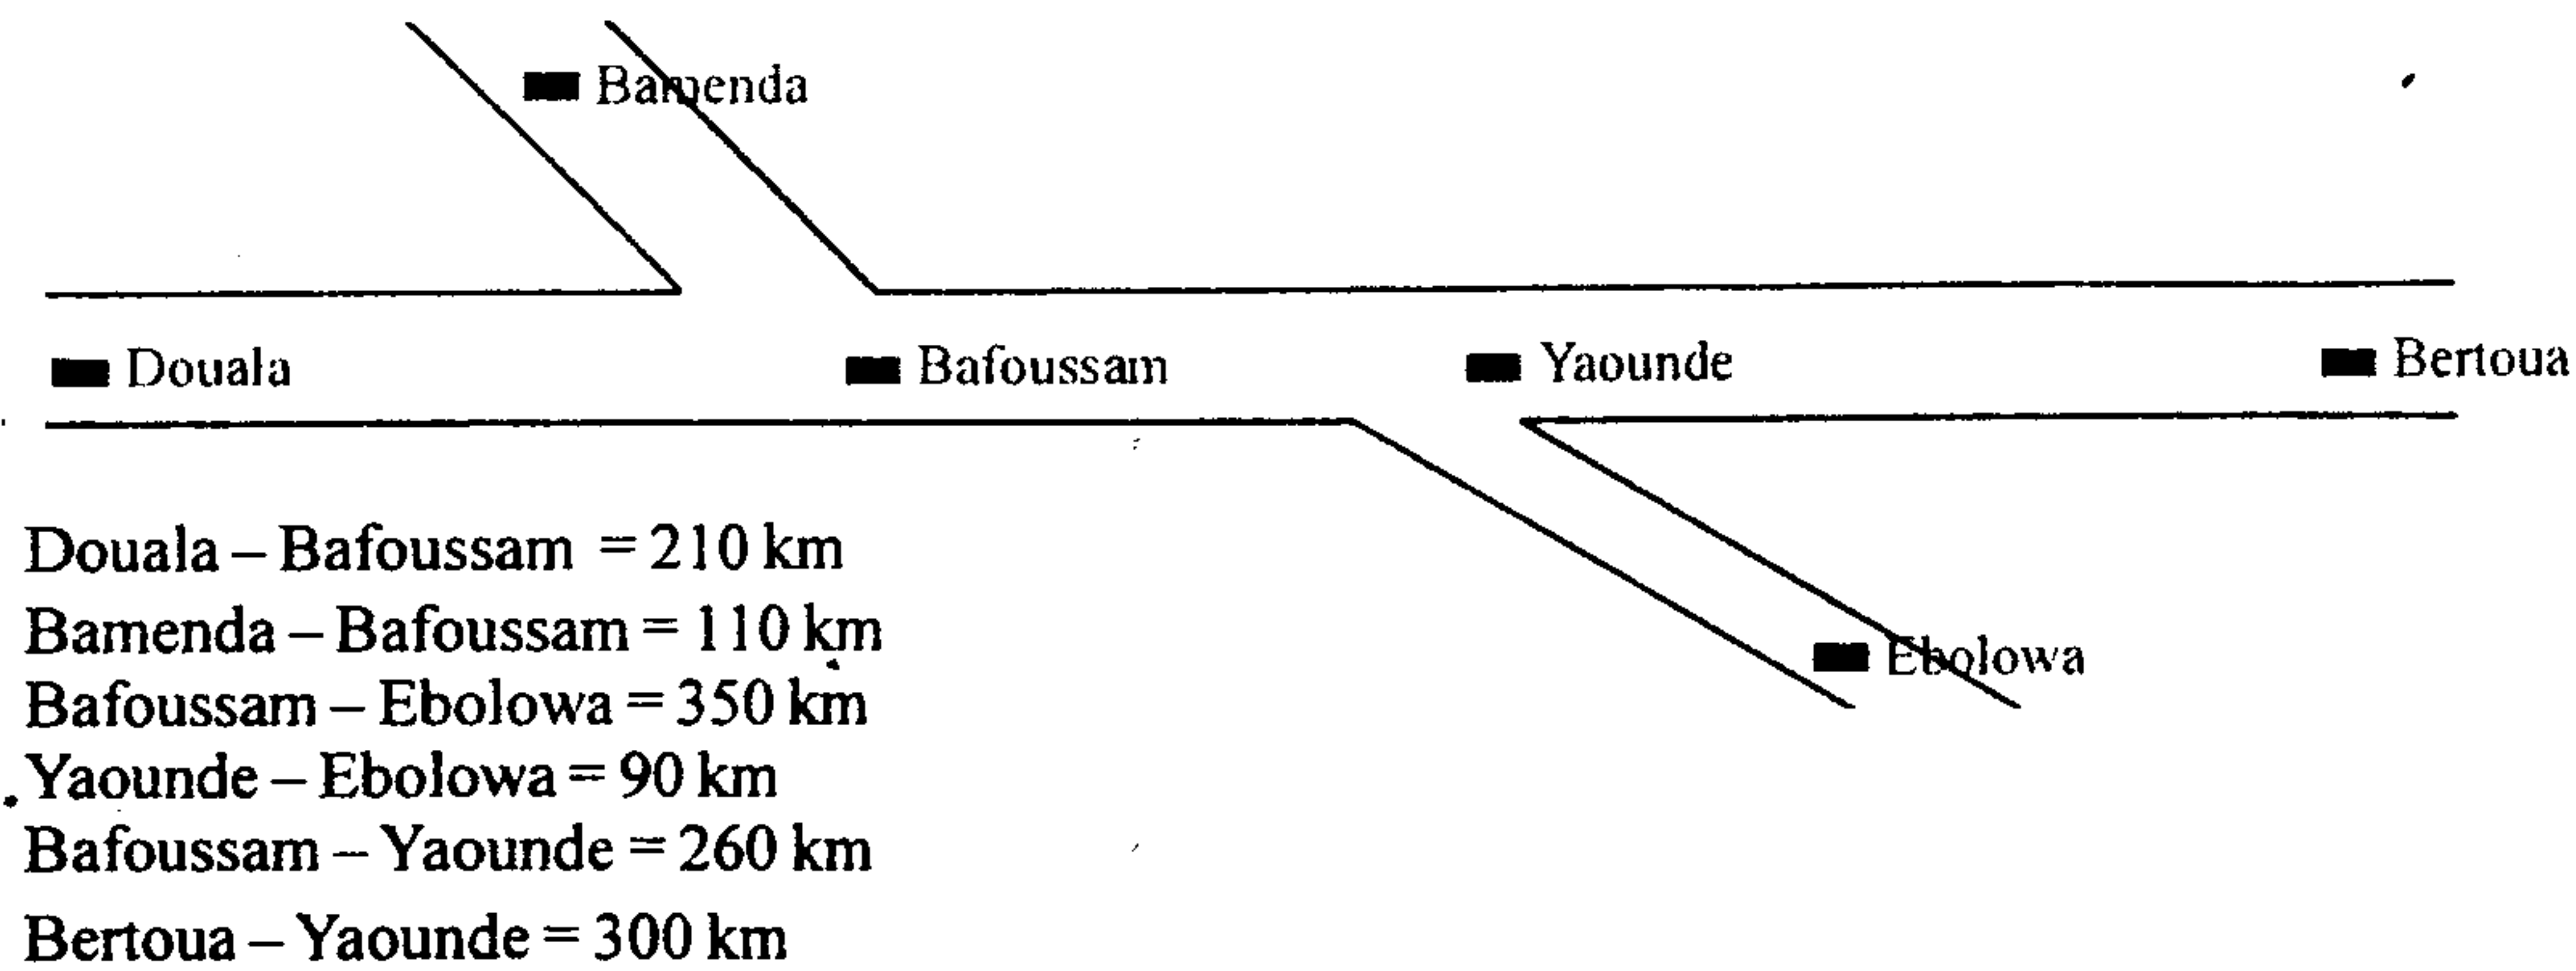 Bamenda
Douala Bafoussam Yaounde Bertoua
Ebolowa
Douala – Bafoussam = 210 km
Bamenda – Bafoussam = 110 km
Bafoussam – Ebolowa = 350 km
Yaounde – Ebolowa = 90 km
Bafoussam – Yaounde = 260 km
Bertoua – Yaounde = 300 km